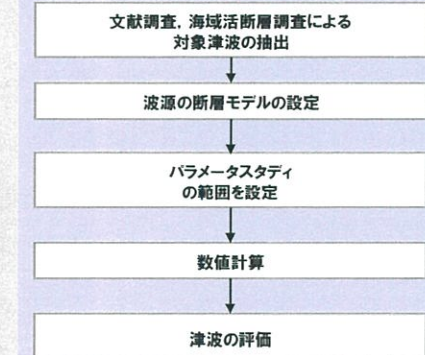 文献調査，海域活断層調査による
対象津波の抽出
波源の断層モデルの設定
パラメータスタディ
の範囲を設定
数値計算
津波の評価